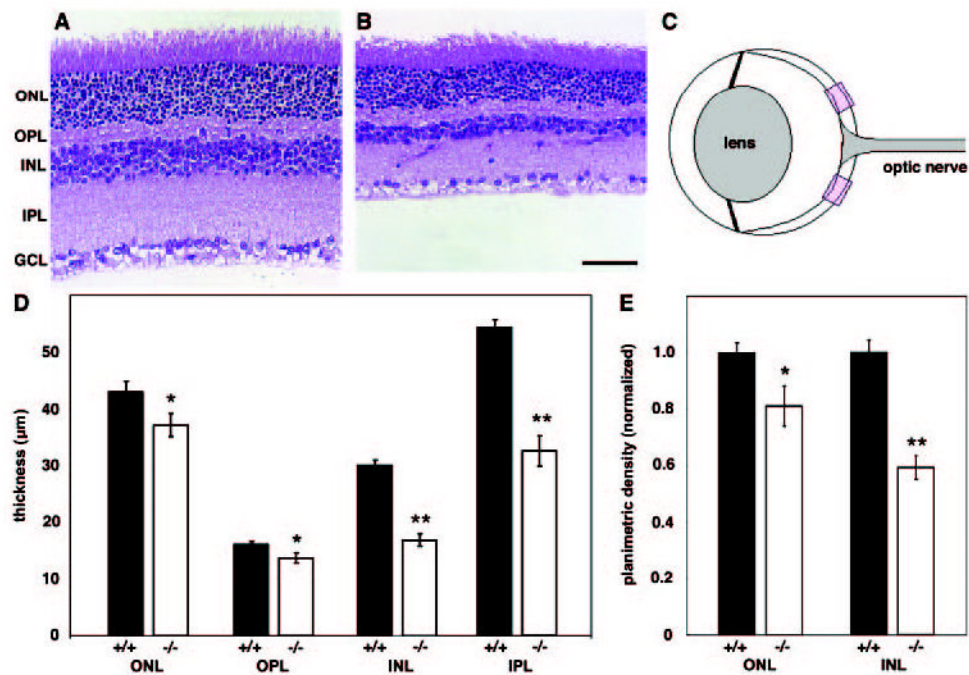 A
B
C
ONL
OPL
INL
IPL
GCL
lens
optic nerve
D
E
thickness (µm)
50
40
30
20
10
0
*
*
**
**
+/+ -/- +/+ -/- +/+ -/- +/+ -/-
ONL OPL INL IPL
planimetric density (normalized)
1.0
0.8
0.6
0.4
0.2
0
*
**
+/+ -/- +/+ -/-
ONL INL